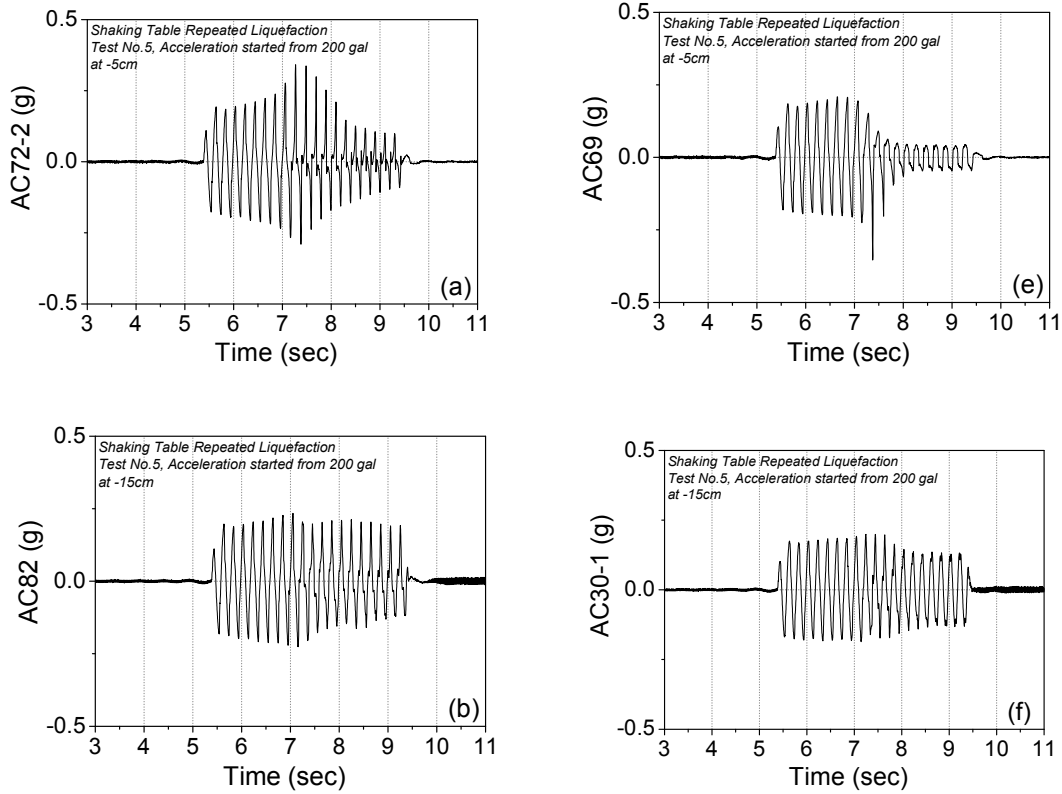 Shaking Table Repeated Liquefaction
Test No.5, Acceleration started from 200 gal
at -5cm
AC72-2 (g)
0.5
0.0
-0.5
(a)
3 4 5 6 7 8 9 10 11
Time (sec)
Shaking Table Repeated Liquefaction
Test No.5, Acceleration started from 200 gal
at -5cm
AC69 (g)
0.5
0.0
-0.5
(e)
3 4 5 6 7 8 9 10 11
Time (sec)
Shaking Table Repeated Liquefaction
Test No.5, Acceleration started from 200 gal
at -15cm
AC82 (g)
0.5
0.0
-0.5
(b)
3 4 5 6 7 8 9 10 11
Time (sec)
Shaking Table Repeated Liquefaction
Test No.5, Acceleration started from 200 gal
at -15cm
AC30-1 (g)
0.5
0.0
-0.5
(f)
3 4 5 6 7 8 9 10 11
Time (sec)